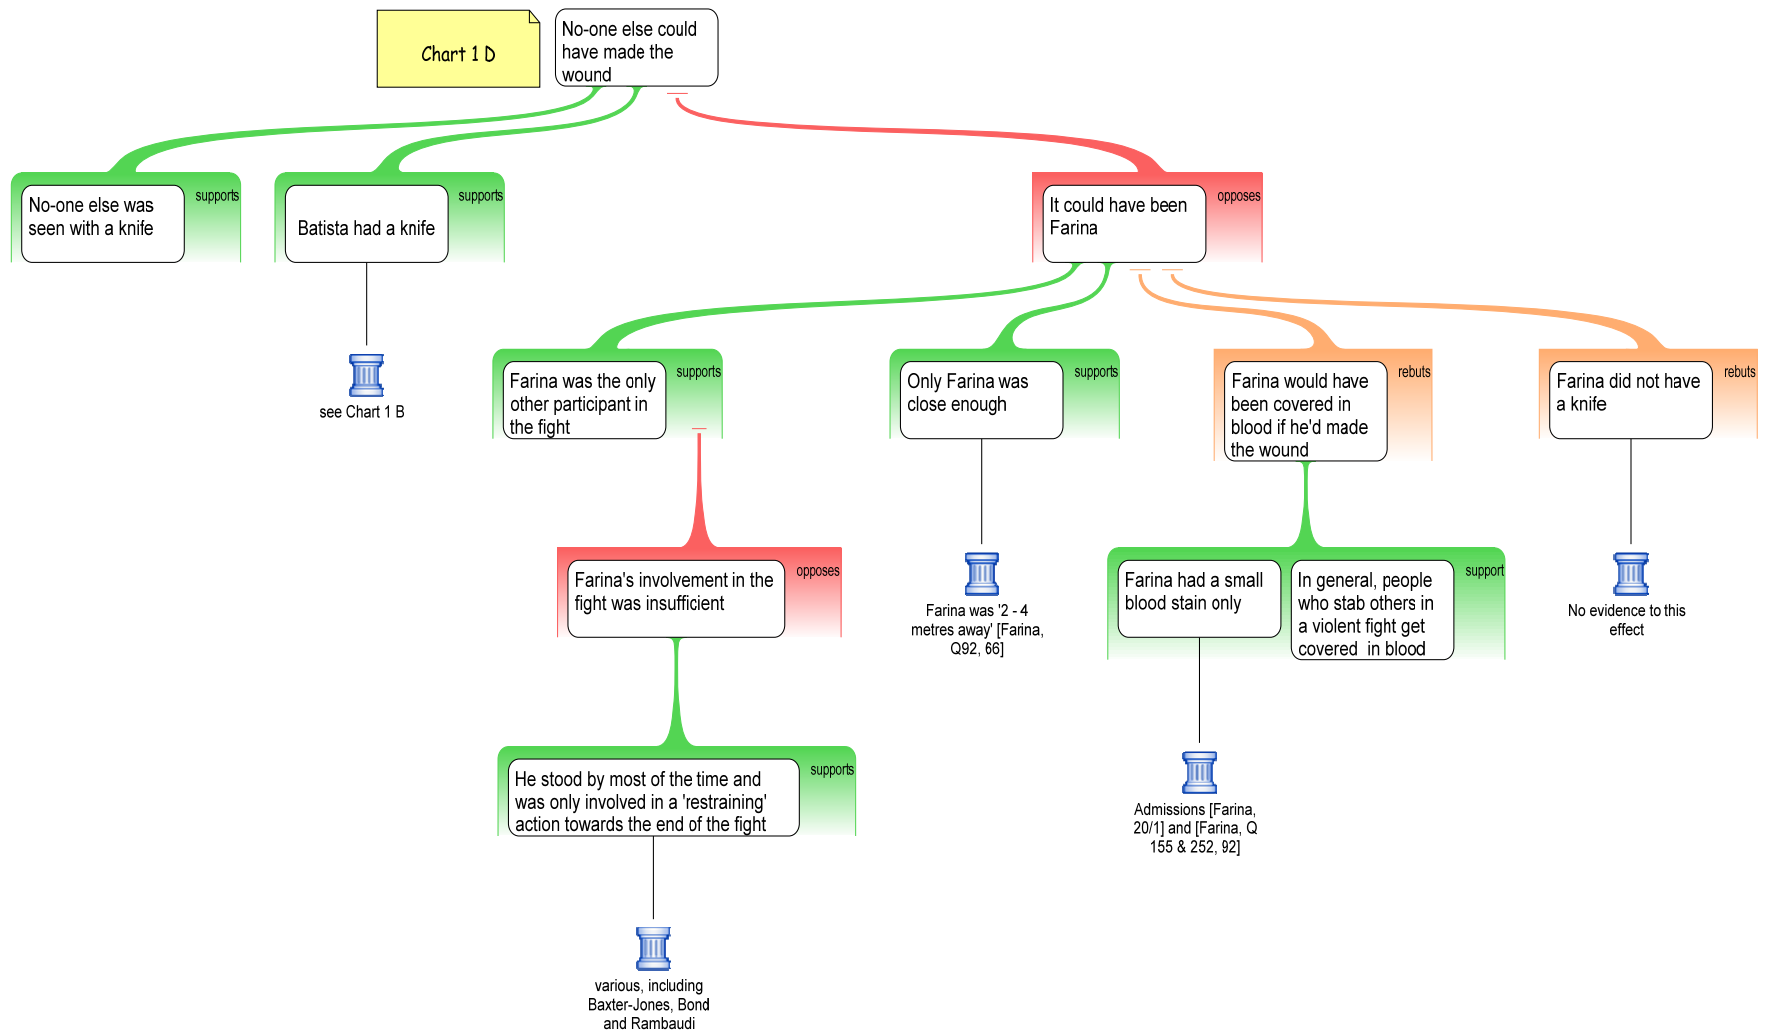 Chart 1 D
No-one else could
have made the
wound
supports
No-one else was
seen with a knife
supports
Batista had a knife
see Chart 1 B
opposes
It could have been
Farina
supports
Farina was the only
other participant in
the fight
supports
Only Farina was
close enough
rebuts
Farina would have
been covered in
blood if he'd made
the wound
rebuts
Farina did not have
a knife
opposes
Farina's involvement in the
fight was insufficient
Farina was '2 - 4
metres away' [Farina,
Q92, 66]
support
Farina had a small
blood stain only
In general, people
who stab others in
a violent fight get
covered in blood
No evidence to this
effect
supports
He stood by most of the time and
was only involved in a 'restraining'
action towards the end of the fight
Admissions [Farina,
20/1] and [Farina, Q
155 & 252, 92]
various, including
Baxter-Jones, Bond
and Rambaudi